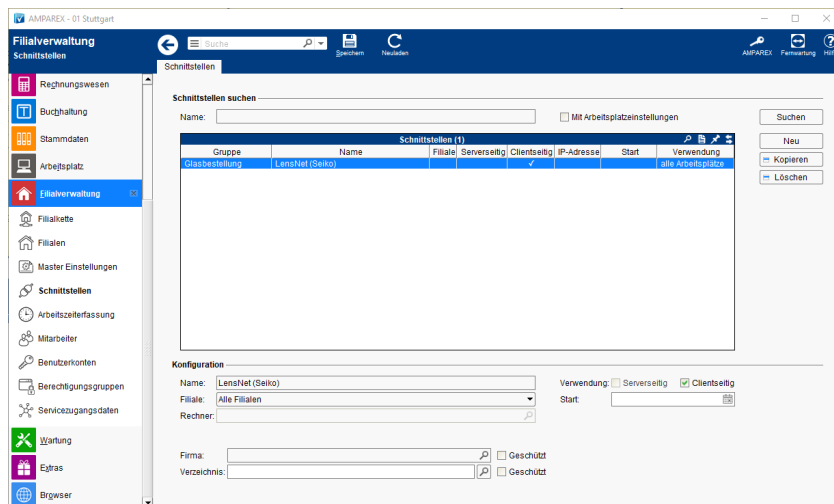 AMPAREX - 01 Stuttgart
Filialverwaltung
Schnittstellen
Suche
Speichern
Neuladen
AMPAREX
Fernwartung
Hilf
Schnittstellen
Rechnungswesen
Buchhaltung
Stammdaten
Arbeitsplatz
Filialverwaltung
Filialkette
Filialen
Master Einstellungen
Schnittstellen
Arbeitszeiterfassung
Mitarbeiter
Benutzerkonten
Berechtigungsgruppen
Servicezugangsdaten
Wartung
Extras
Browser
Schnittstellen suchen
Name:
Mit Arbeitsplatzeinstellungen
Suchen
Schnittstellen (1)
Neu
Gruppe Name Filiale Serverseitig Clientseitig IP-Adresse Start Verwendung
Glasbestellung LensNet (Seiko) ✓ alle Arbeitsplätze
Kopieren
Löschen
Konfiguration
Name: LensNet (Seiko) Verwendung: Serverseitig Clientseitig
Filiale: Alle Filialen Start:
Rechner:
Firma: Geschützt
Verzeichnis: Geschützt